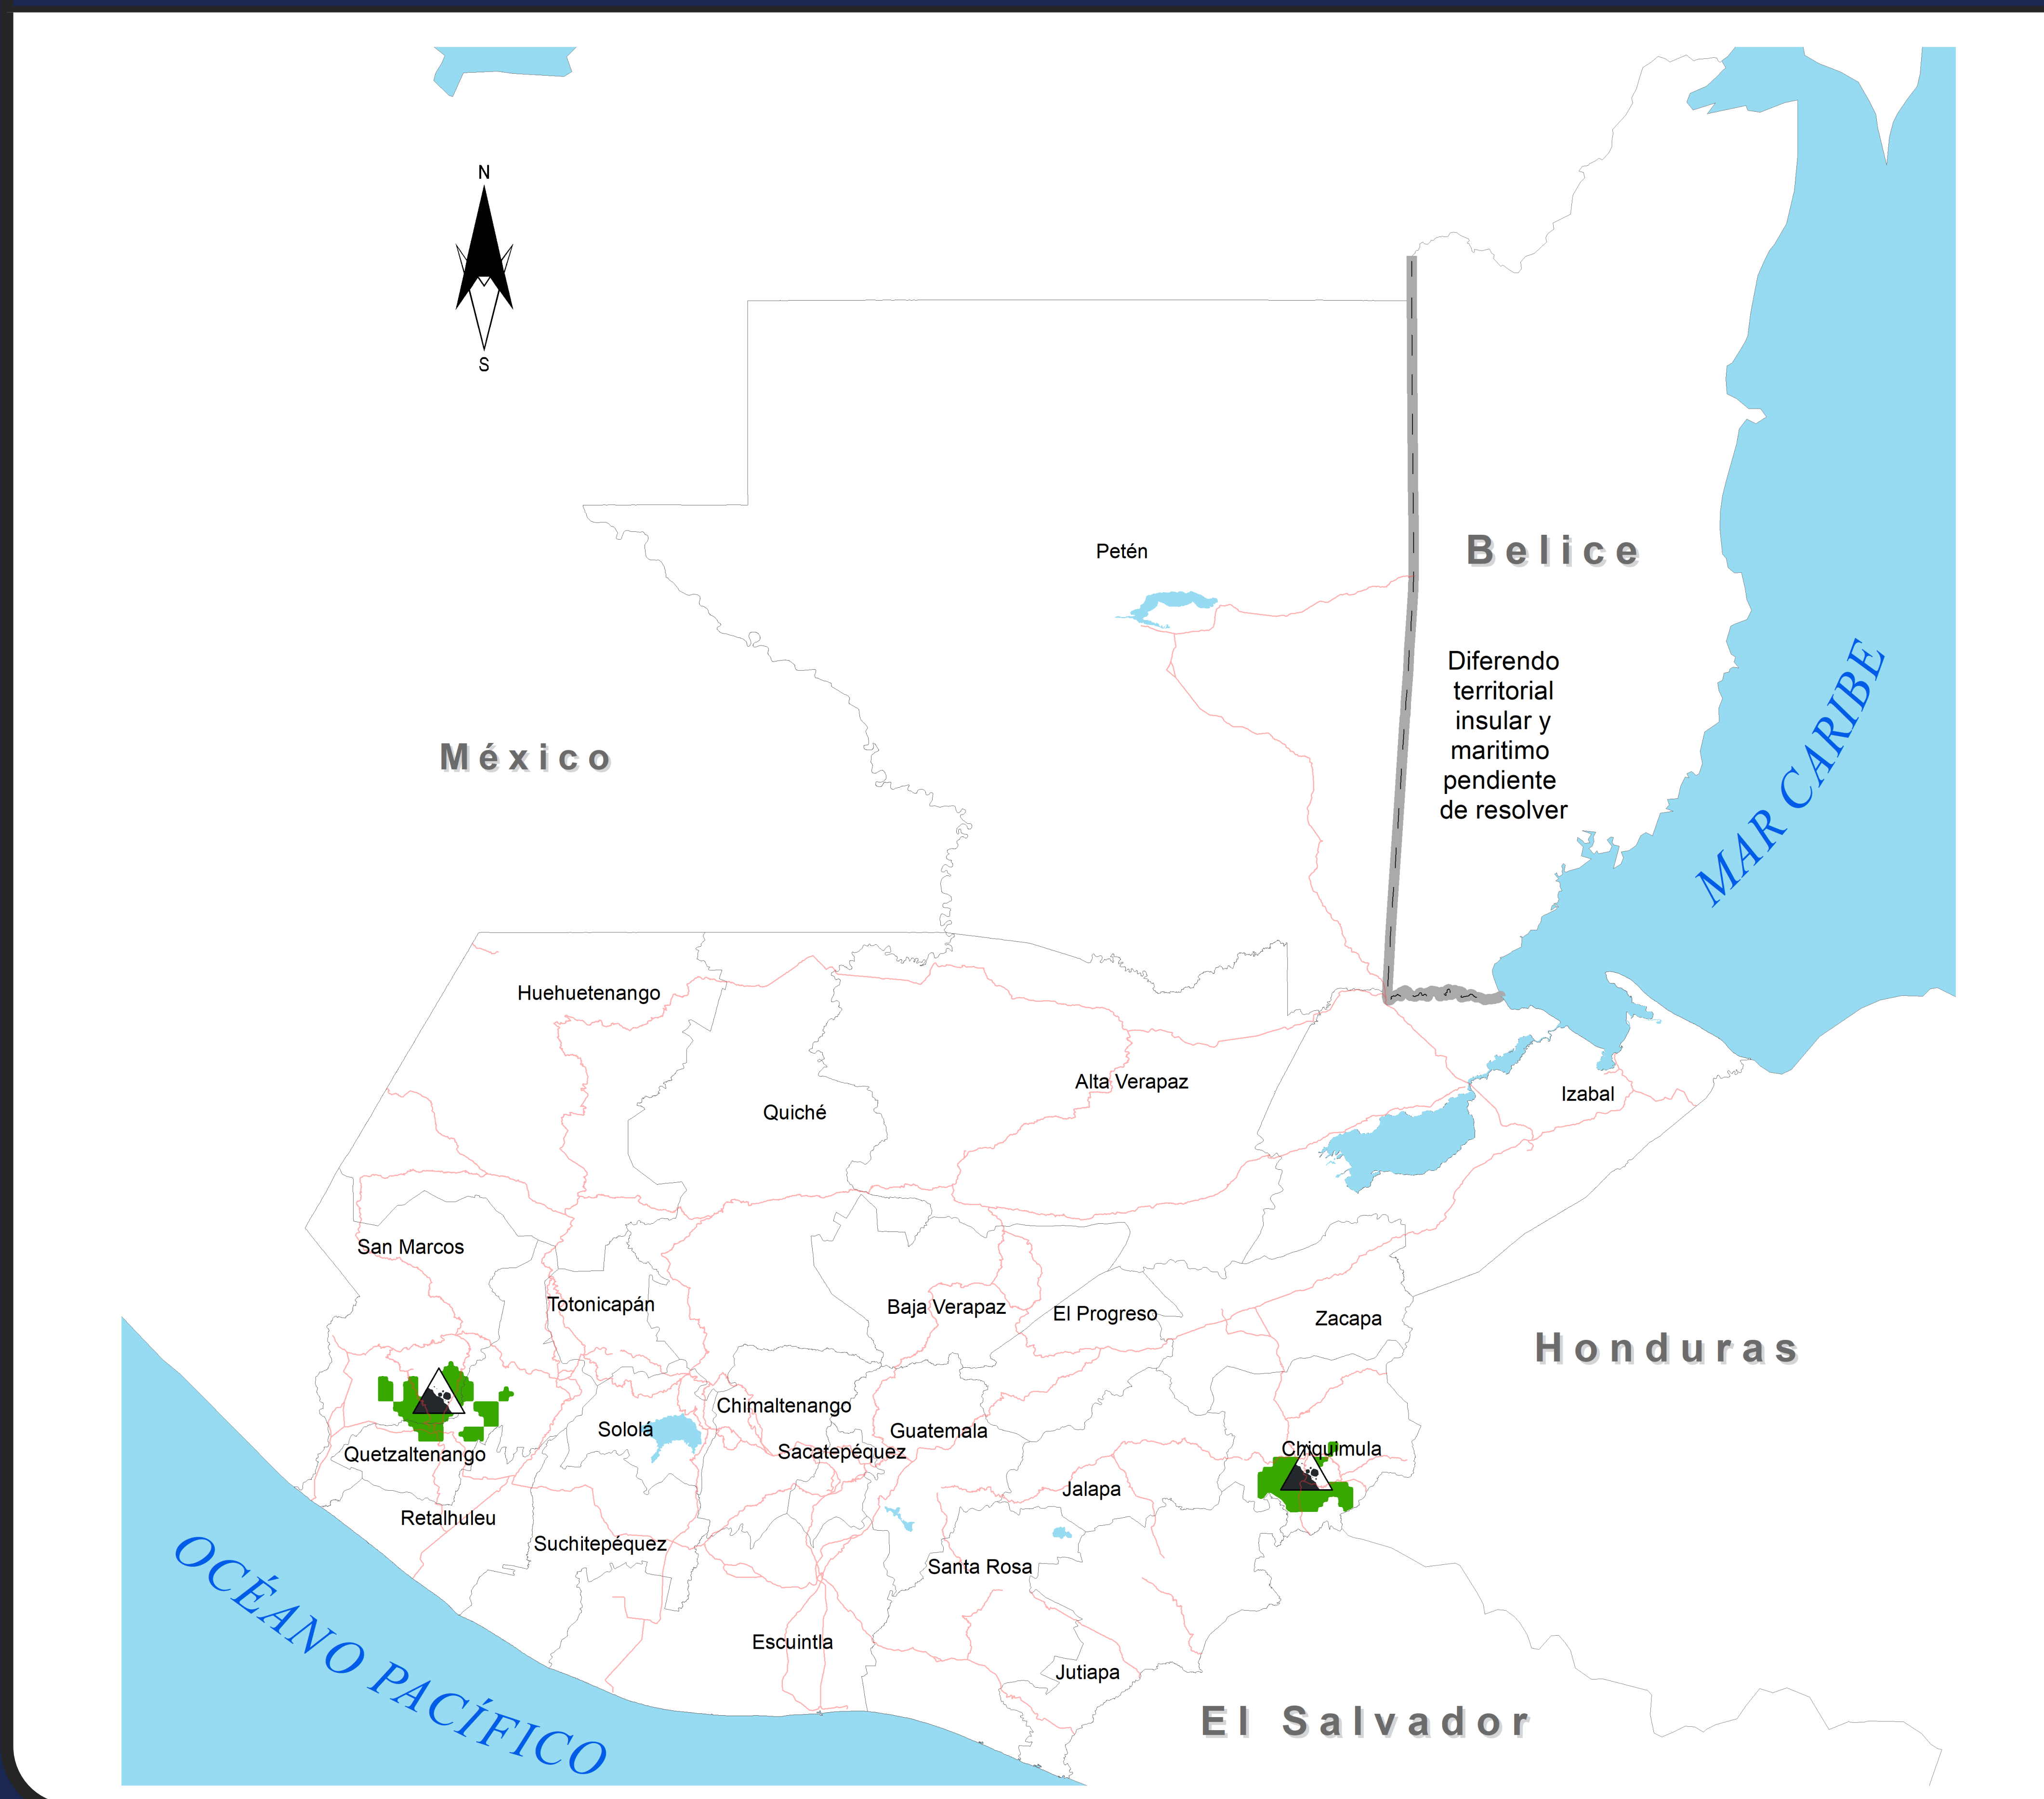 N
S
Petén
Belice
Diferendo
territorial
insular y
maritimo
pendiente
de resolver
MAR CARIBE
México
Huehuetenango
Alta Verapaz
Quiché
Izabal
San Marcos
Totonicapán
Baja Verapaz
El Progreso
Zacapa
Honduras
Chimaltenango
Sololá
Guatemala
Sacatepéquez
Chiquimula
Quetzaltenango
Jalapa
Retalhuleu
Suchitepéquez
Santa Rosa
Escuintla
Jutiapa
El Salvador
OCÉANO PACÍFICO